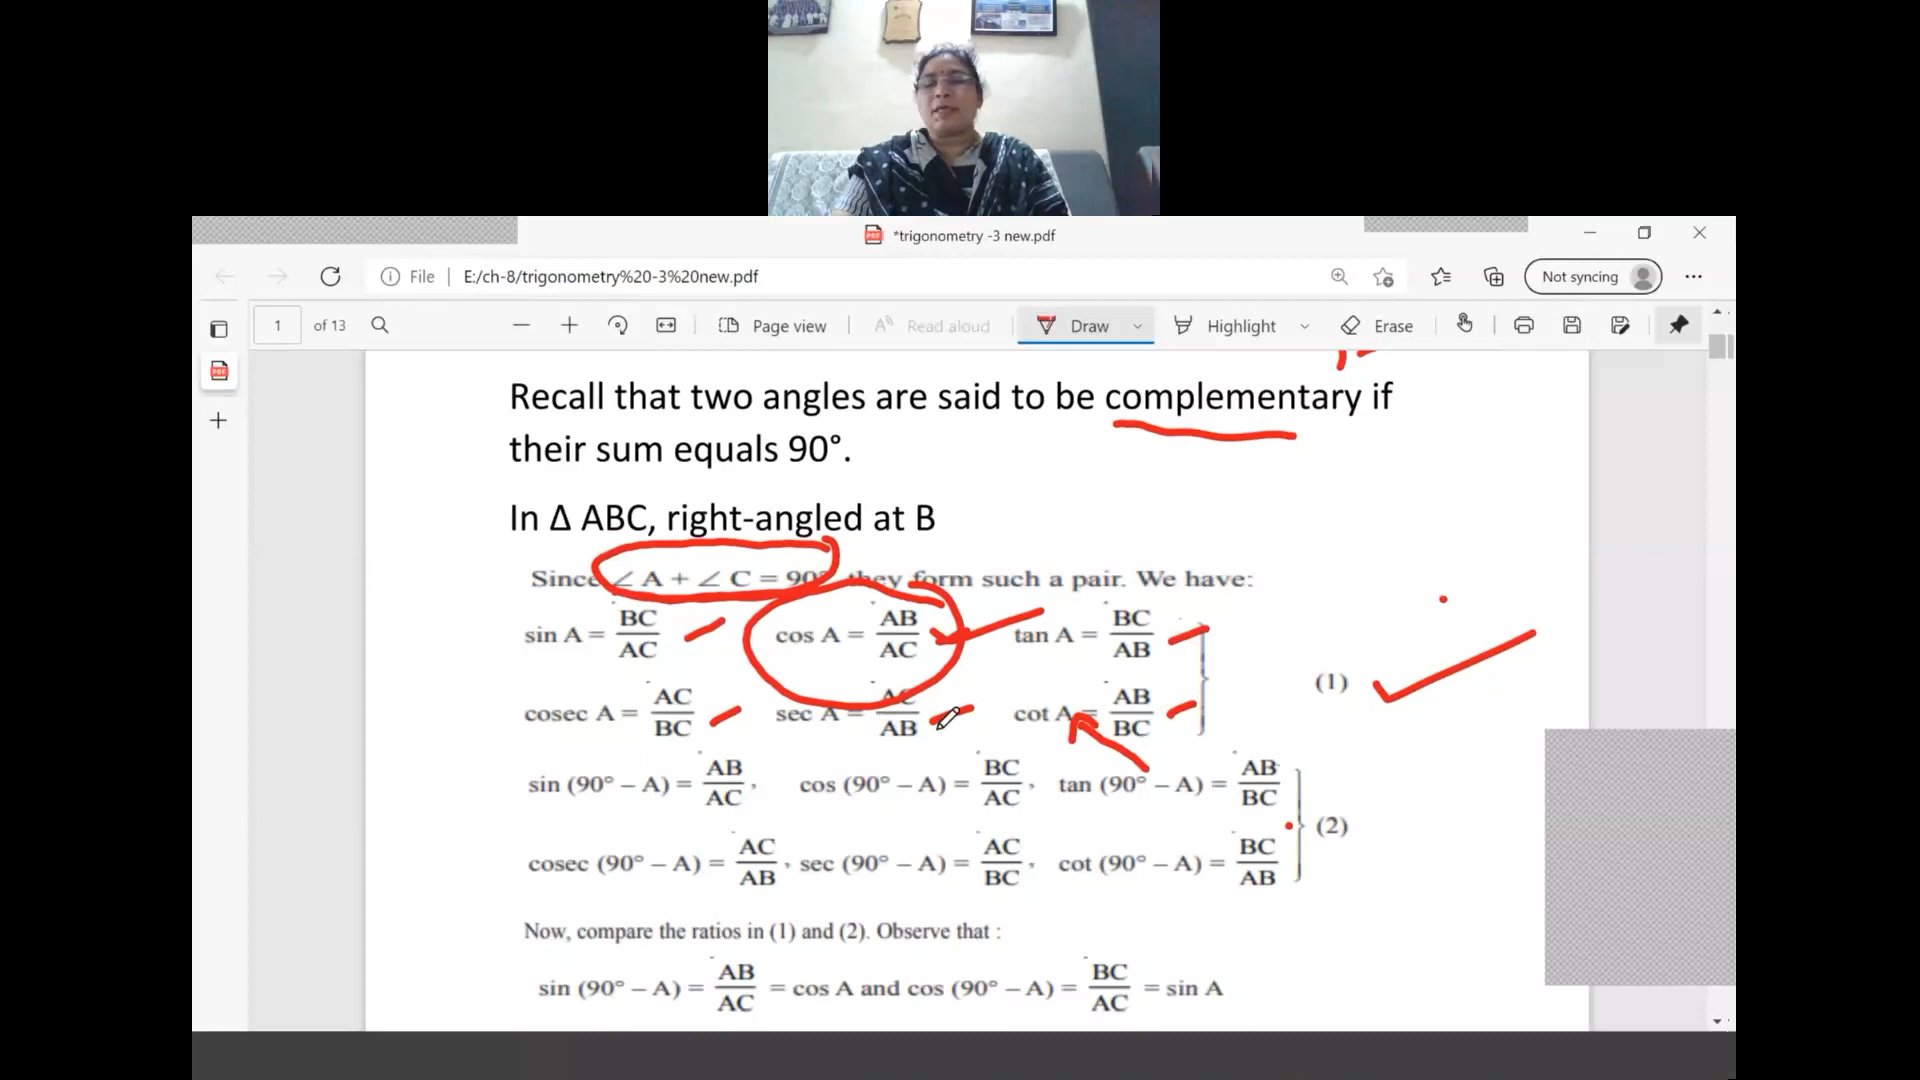 *trigonometry -3 new.pdf
File | E:/ch-8/trigonometry%20-3%20new.pdf
Not syncing
1 of 13
Page view
Read aloud
Draw
Highlight
Erase
Recall that two angles are said to be complementary if
their sum equals 90°.
In Δ ABC, right-angled at B
Since ∠ A + ∠ C = 90°, they form such a pair. We have:
sin A = BC/AC cos A = AB/AC tan A = BC/AB
(1)
cosec A = AC/BC sec A = AC/AB cot A = AB/BC
sin (90° – A) = AB/AC, cos (90° – A) = BC/AC, tan (90° – A) = AB/BC
(2)
cosec (90° – A) = AC/AB, sec (90° – A) = AC/BC, cot (90° – A) = BC/AB
Now, compare the ratios in (1) and (2). Observe that :
sin (90° – A) = AB/AC = cos A and cos (90° – A) = BC/AC = sin A